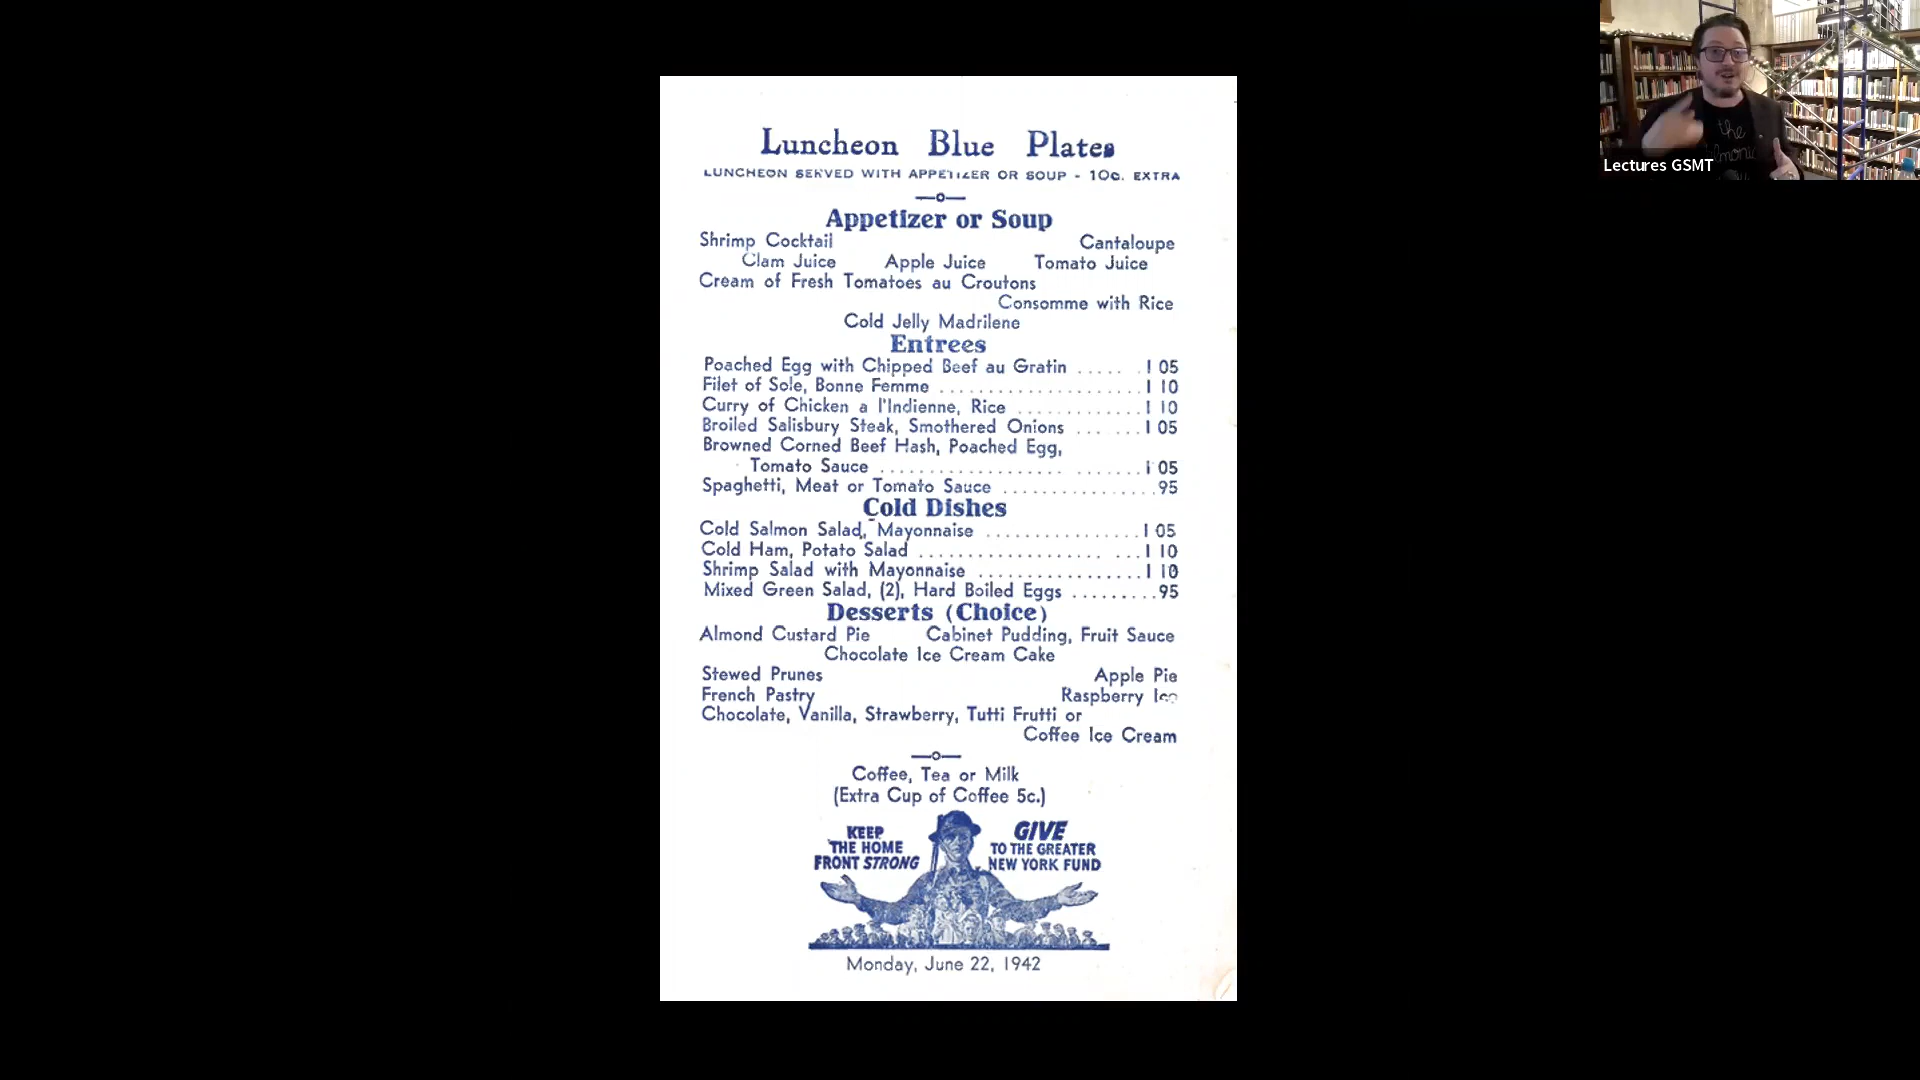 Luncheon Blue Plates
LUNCHEON SERVED WITH APPETIZER OR SOUP - 10c. EXTRA
Appetizer or Soup
Shrimp Cocktail Cantaloupe
Clam Juice Apple Juice Tomato Juice
Cream of Fresh Tomatoes au Croutons
Consomme with Rice
Cold Jelly Madrilene
Entrees
Poached Egg with Chipped Beef au Gratin ..... . 1 05
Filet of Sole, Bonne Femme ...................... 1 10
Curry of Chicken a l'Indienne, Rice ............. 1 10
Broiled Salisbury Steak, Smothered Onions ... ... 1 05
Browned Corned Beef Hash, Poached Egg,
Tomato Sauce .................... ....... 1 05
Spaghetti, Meat or Tomato Sauce ................ 95
Cold Dishes
Cold Salmon Salad, Mayonnaise ................ 1 05
Cold Ham, Potato Salad ................... ... 1 10
Shrimp Salad with Mayonnaise .................. 1 10
Mixed Green Salad, (2), Hard Boiled Eggs ......... 95
Desserts (Choice)
Almond Custard Pie Cabinet Pudding, Fruit Sauce
Chocolate Ice Cream Cake
Stewed Prunes Apple Pie
French Pastry Raspberry Ice
Chocolate, Vanilla, Strawberry, Tutti Frutti or
Coffee Ice Cream
Coffee, Tea or Milk
(Extra Cup of Coffee 5c.)
KEEP
THE HOME
FRONT STRONG
GIVE
TO THE GREATER
NEW YORK FUND
Monday, June 22, 1942
the
Lectures GSMT